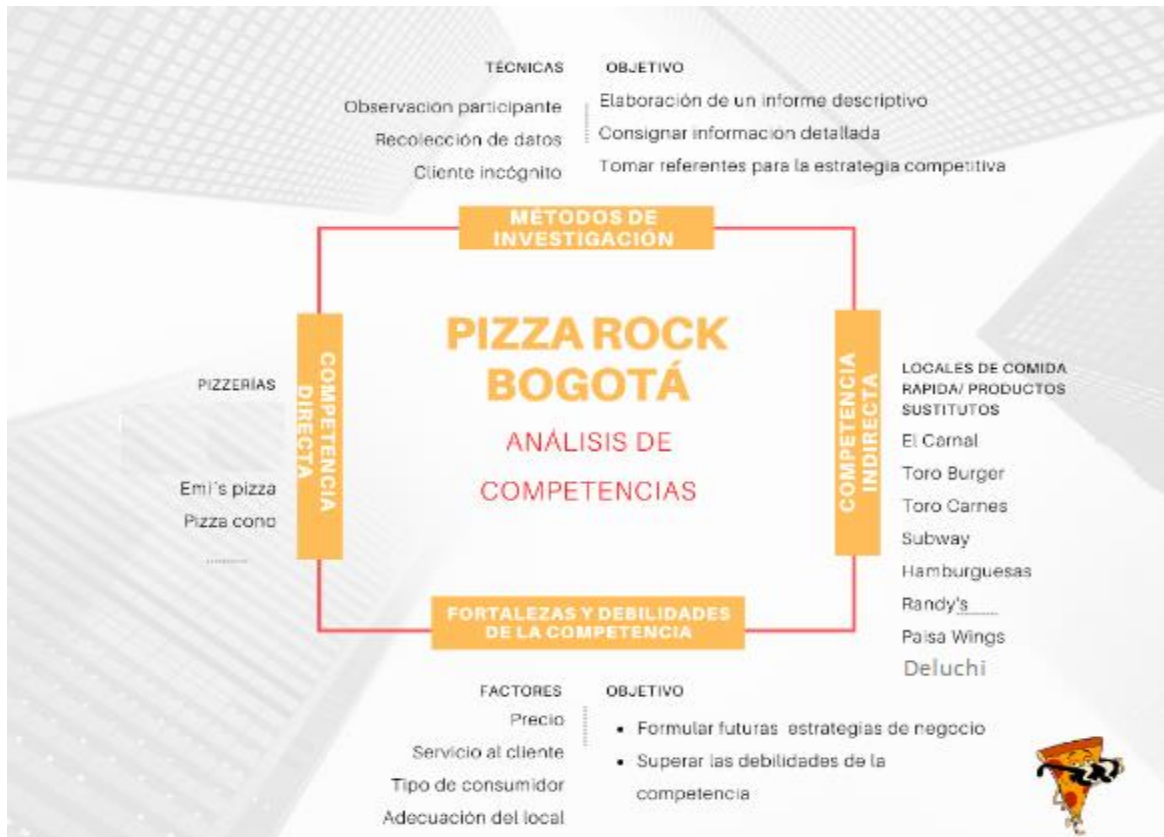 TÉCNICAS
Observación participante
Recolección de datos
Cliente incógnito
OBJETIVO
Elaboración de un informe descriptivo
Consignar información detallada
Tomar referentes para la estrategia competitiva
MÉTODOS DE
INVESTIGACIÓN
PIZZERÍAS
Emi´s pizza
Pizza cono
COMPETENCIA
DIRECTA
PIZZA ROCK
BOGOTÁ
ANÁLISIS DE
COMPETENCIAS
COMPETENCIA
INDIRECTA
LOCALES DE COMIDA
RAPIDA/ PRODUCTOS
SUSTITUTOS
El Carnal
Toro Burger
Toro Carnes
Subway
Hamburguesas
Randy's
Paisa Wings
Deluchi
FORTALEZAS Y DEBILIDADES
DE LA COMPETENCIA
FACTORES
Precio
Servicio al cliente
Tipo de consumidor
Adecuación del local
OBJETIVO
• Formular futuras estrategias de negocio
• Superar las debilidades de la
competencia